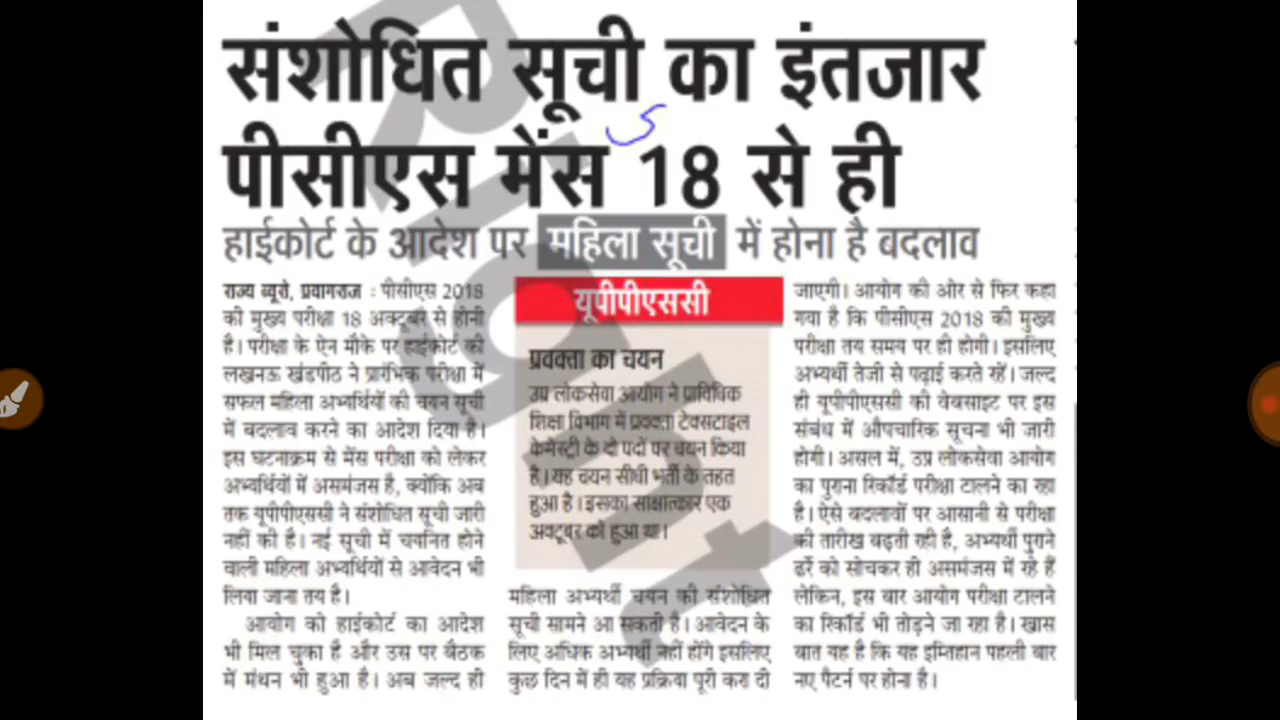 संशोधित सूची का इंतजार
पीसीएस मेंस 18 से ही
हाईकोर्ट के आदेश पर महिला सूची में होना है बदलाव
राज्य ब्यूरो, प्रयागराज : पीसीएस 2018
की मुख्य परीक्षा 18 अक्टूबर से होनी
है। परीक्षा के ऐन मौके पर हाईकोर्ट की
लखनऊ खंडपीठ ने प्रारंभिक परीक्षा में
सफल महिला अभ्यर्थियों की चयन सूची
में बदलाव करने का आदेश दिया है।
इस घटनाक्रम से मेंस परीक्षा को लेकर
अभ्यर्थियों में असमंजस है, क्योंकि अब
तक यूपीपीएससी ने संशोधित सूची जारी
नहीं की है। नई सूची में चयनित होने
वाली महिला अभ्यर्थियों से आवेदन भी
लिया जाना तय है।
आयोग को हाईकोर्ट का आदेश
भी मिल चुका है और उस पर बैठक
में मंथन भी हुआ है। अब जल्द ही
यूपीपीएससी
प्रवक्ता का चयन
उप्र लोकसेवा आयोग ने प्राविधिक
शिक्षा विभाग में प्रवक्ता टेक्सटाइल
केमेस्ट्री के दो पदों पर चयन किया
है। यह चयन सीधी भर्ती के तहत
हुआ है। इसका साक्षात्कार एक
अक्टूबर को हुआ था।
महिला अभ्यर्थी चयन की संशोधित
सूची सामने आ सकती है। आवेदन के
लिए अधिक अभ्यर्थी नहीं होंगे इसलिए
कुछ दिन में ही यह प्रक्रिया पूरी करा दी
जाएगी। आयोग की ओर से फिर कहा
गया है कि पीसीएस 2018 की मुख्य
परीक्षा तय समय पर ही होगी। इसलिए
अभ्यर्थी तेजी से पढ़ाई करते रहें। जल्द
ही यूपीपीएससी की वेबसाइट पर इस
संबंध में औपचारिक सूचना भी जारी
होगी। असल में, उप्र लोकसेवा आयोग
का पुराना रिकॉर्ड परीक्षा टालने का रहा
है। ऐसे बदलावों पर आसानी से परीक्षा
की तारीख बढ़ती रही है, अभ्यर्थी पुराने
ढर्रे को सोचकर ही असमंजस में रहे हैं
लेकिन, इस बार आयोग परीक्षा टालने
का रिकॉर्ड भी तोड़ने जा रहा है। खास
बात यह है कि यह इम्तिहान पहली बार
नए पैटर्न पर होना है।